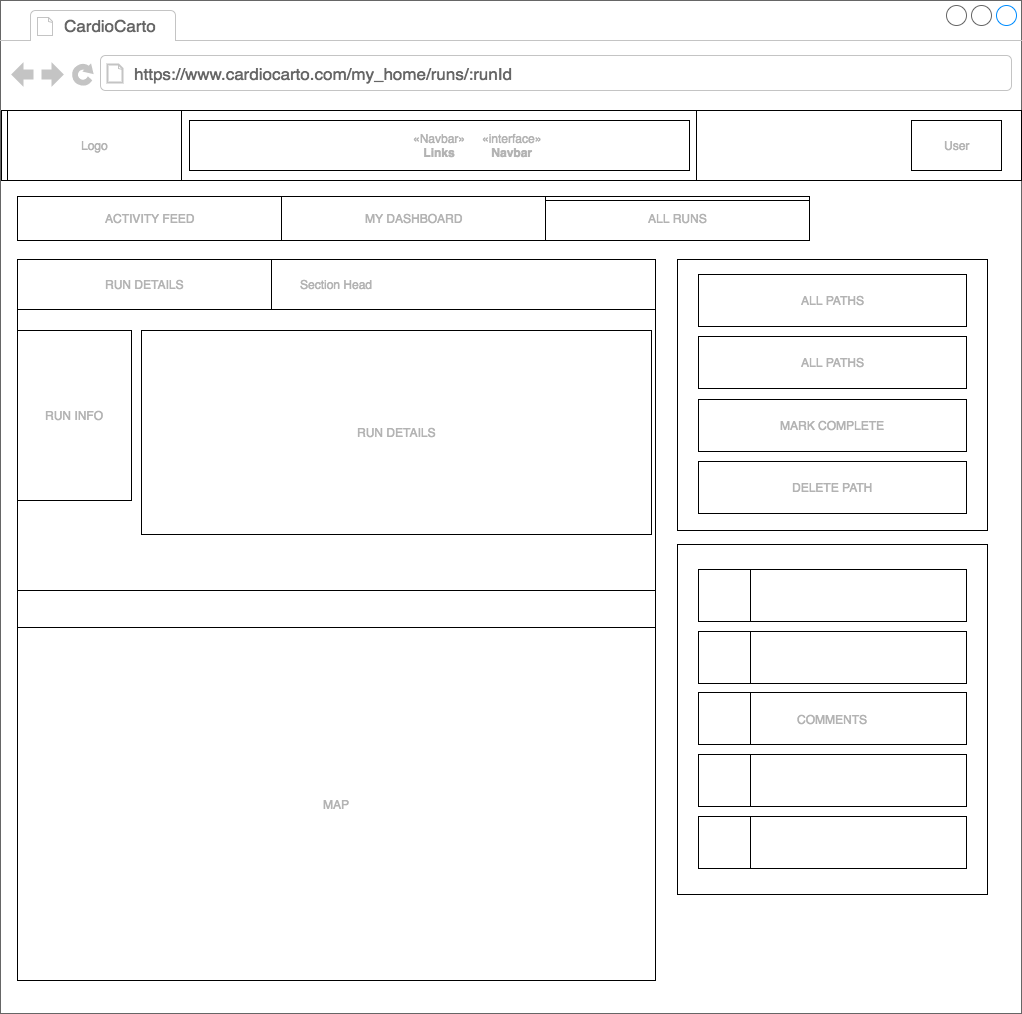 CardioCarto
https://www.cardiocarto.com/my_home/runs/:runId
Logo
«Navbar» «interface»
Links Navbar
User
ACTIVITY FEED
MY DASHBOARD
ALL RUNS
RUN DETAILS
Section Head
RUN INFO
RUN DETAILS
MAP
ALL PATHS
ALL PATHS
MARK COMPLETE
DELETE PATH
COMMENTS